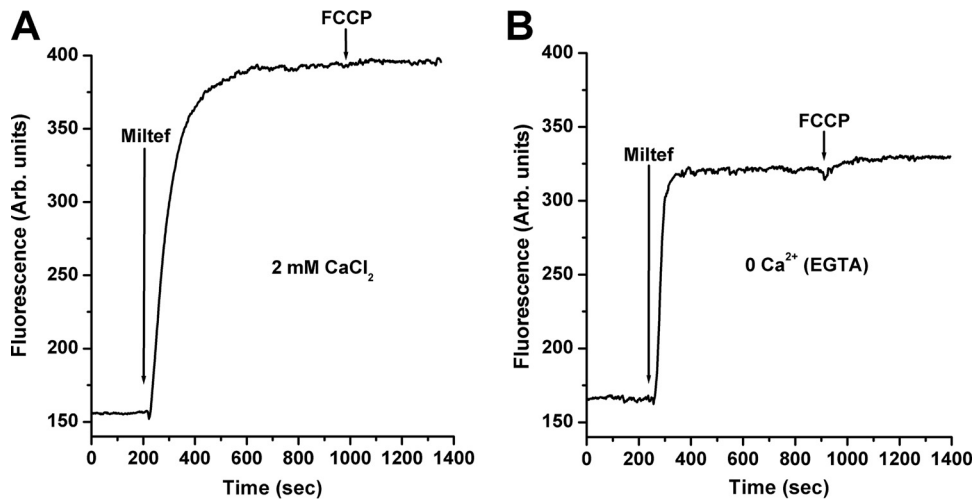 A
FCCP
400
350
300
250
200
150
Miltef
2 mM CaCl₂
Fluorescence (Arb. units)
0 200 400 600 800 1000 1200 1400
Time (sec)
B
FCCP
400
350
300
250
200
150
Miltef
0 Ca²⁺ (EGTA)
Fluorescence (Arb. units)
0 200 400 600 800 1000 1200 1400
Time (sec)